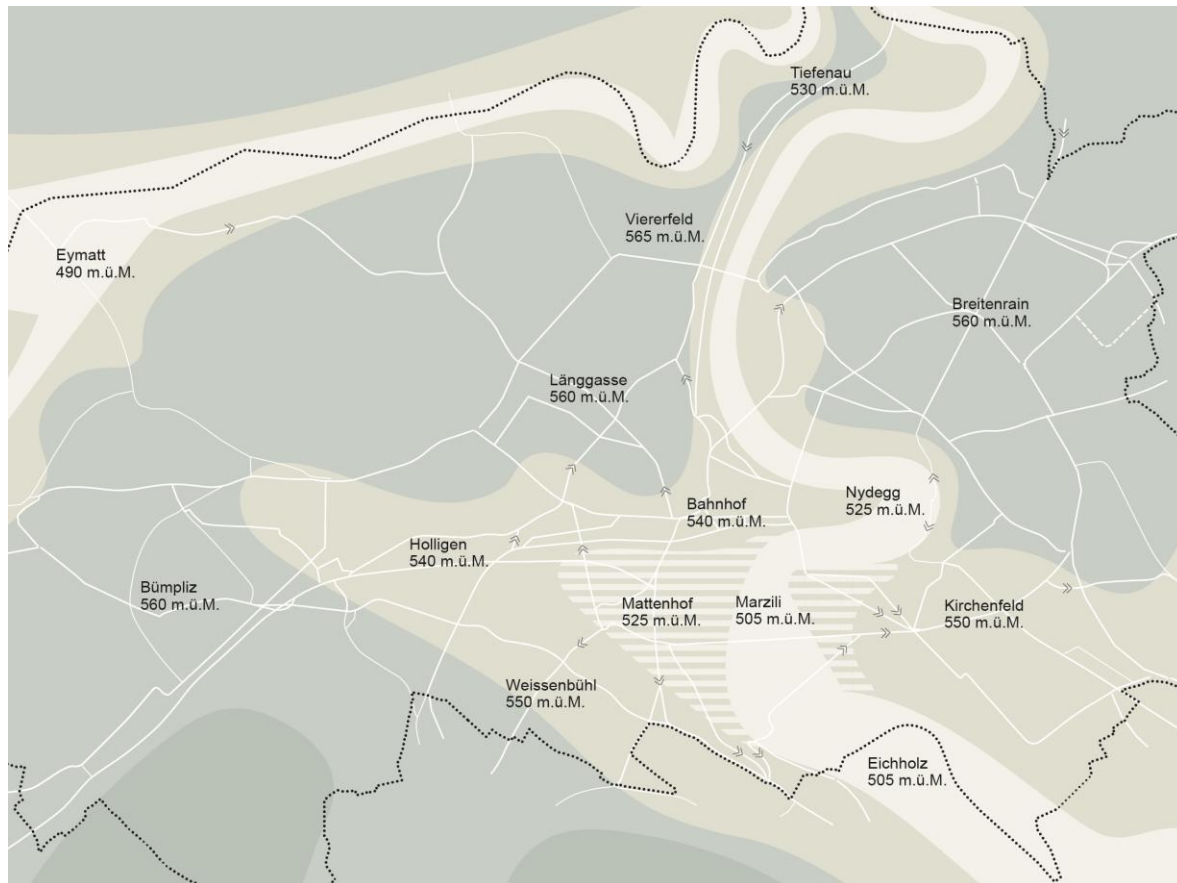 Tiefenau
530 m.ü.M.
Viererfeld
565 m.ü.M.
Eymatt
490 m.ü.M.
Breitenrain
560 m.ü.M.
Länggasse
560 m.ü.M.
Nydegg
525 m.ü.M.
Bahnhof
540 m.ü.M.
Holligen
540 m.ü.M.
Bümpliz
560 m.ü.M.
Mattenhof
525 m.ü.M.
Marzili
505 m.ü.M.
Kirchenfeld
550 m.ü.M.
Weissenbühl
550 m.ü.M.
Eichholz
505 m.ü.M.